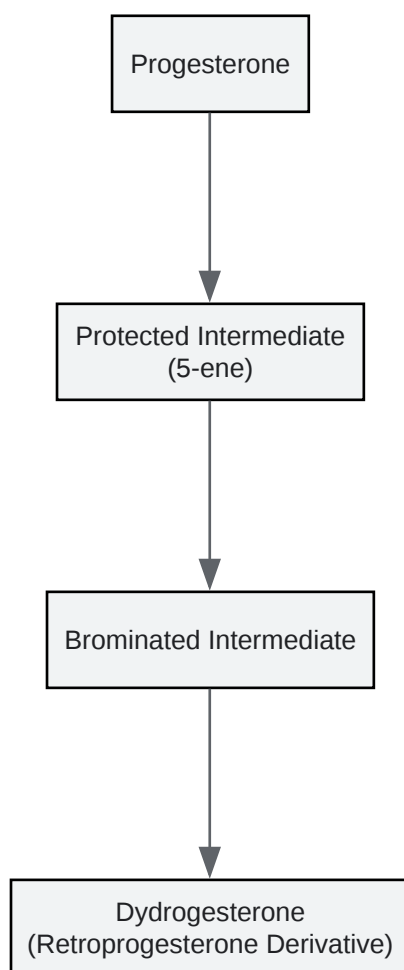 Progesterone
Protected Intermediate
(5-ene)
Brominated Intermediate
Dydrogesterone
(Retroprogesterone Derivative)